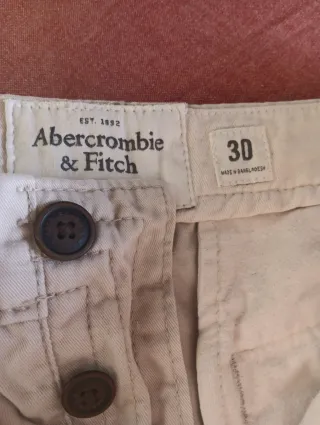 EST. 1892
Abercrombie
& Fitch
30
MADE IN BANGLADESH